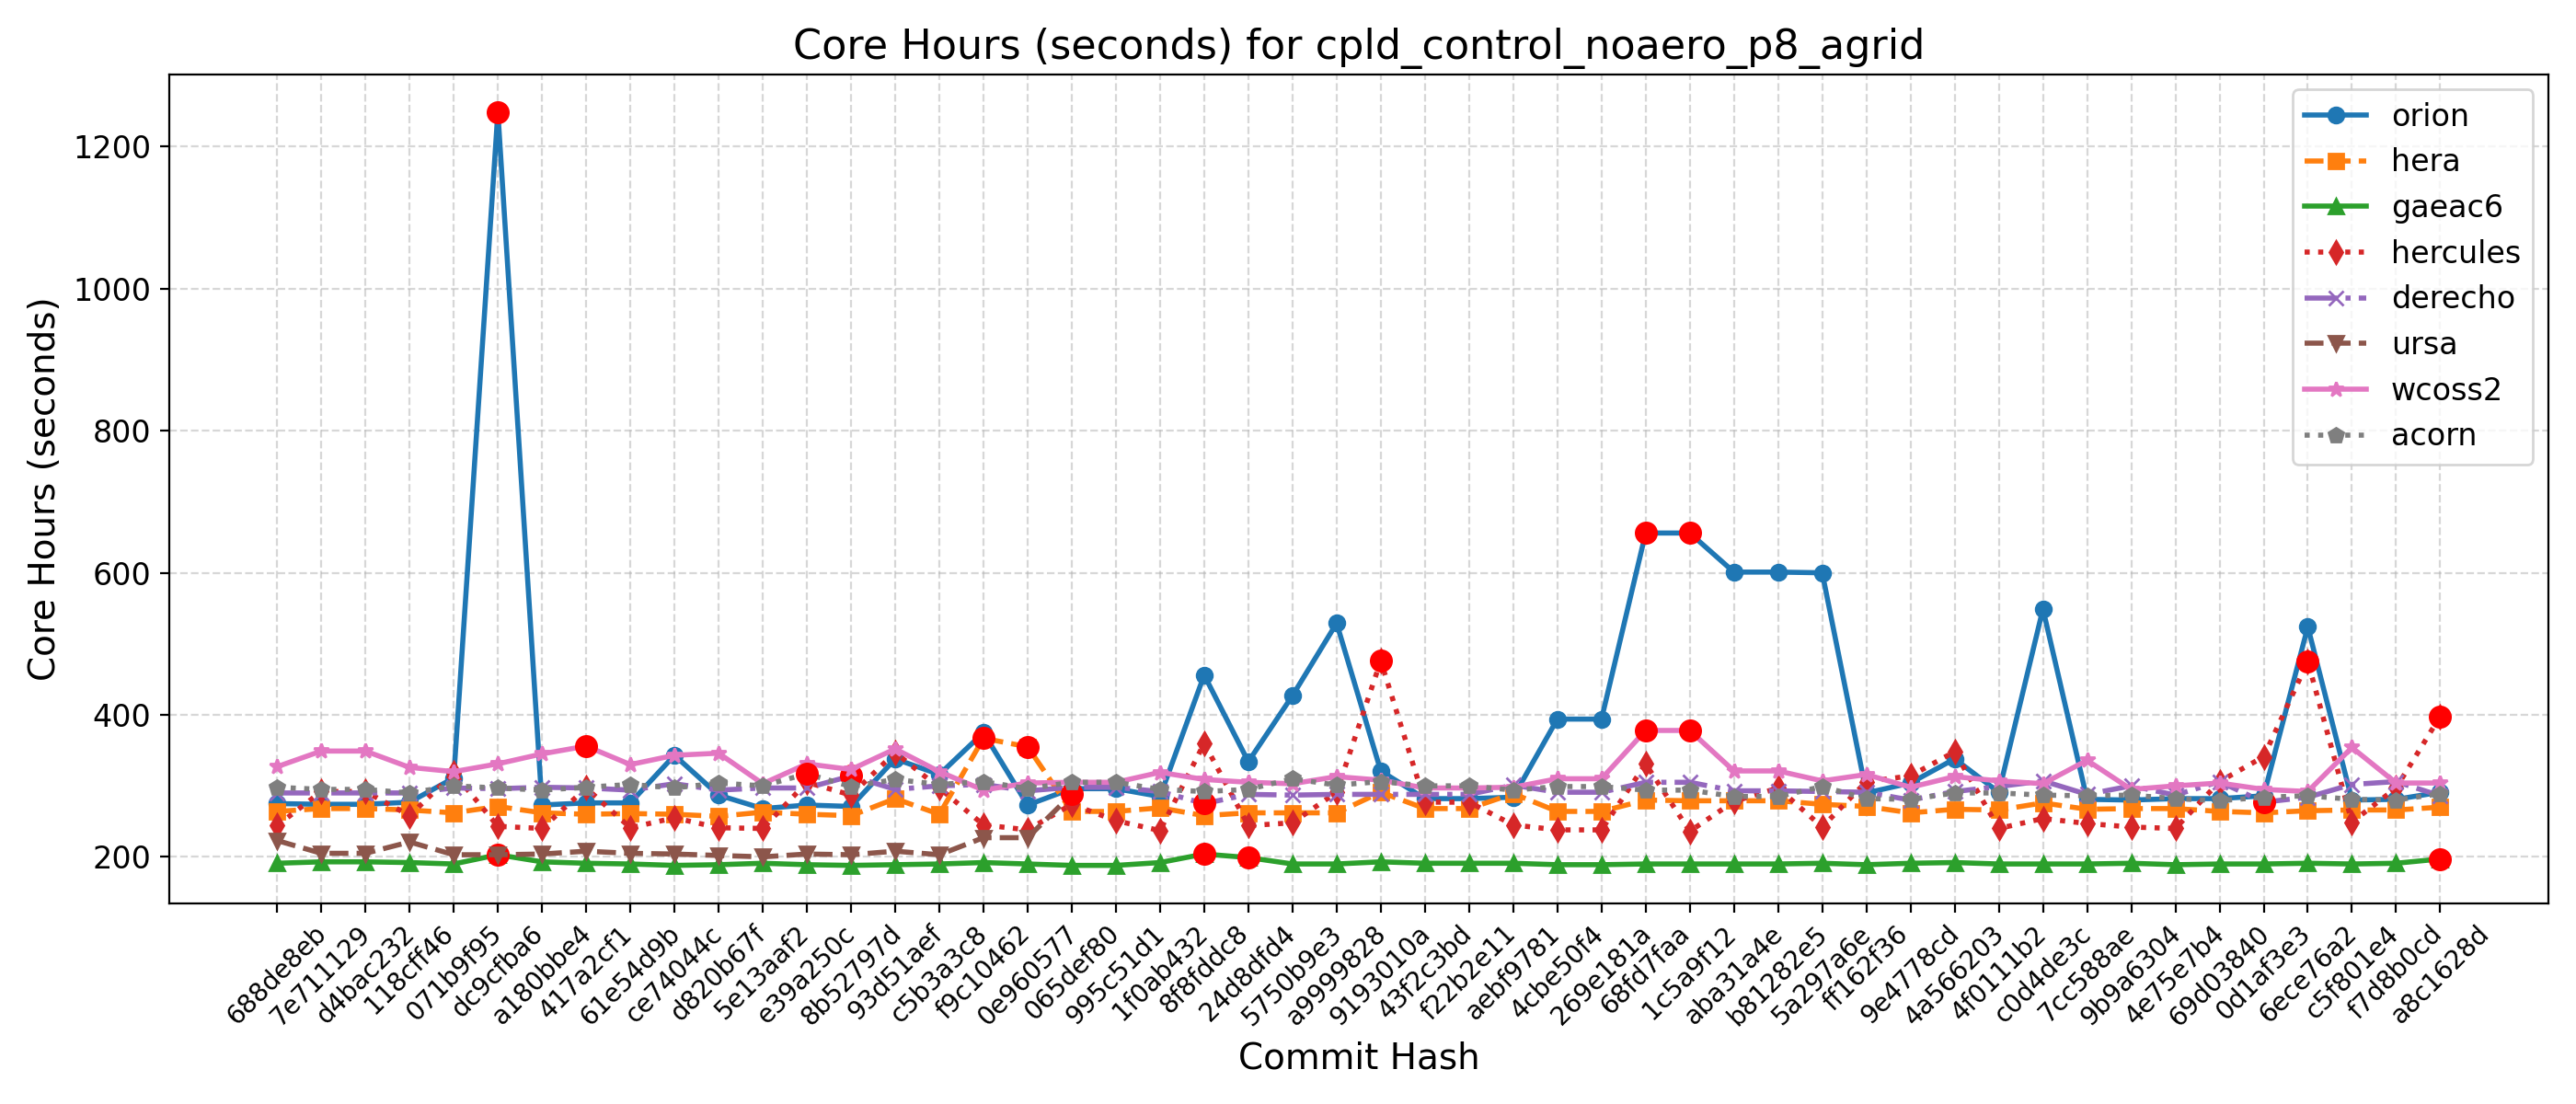 Core Hours (seconds) for cpld_control_noaero_p8_agrid
Core Hours (seconds)
1200
1000
800
600
400
200
orion
hera
gaeac6
hercules
derecho
ursa
wcoss2
acorn
688de8eb
7e711129
d4bac232
118cff46
071b9f95
dc9cfba6
a180bbe4
417a2cf1
61e54d9b
ce74044c
d820b67f
5e13aaf2
e39a250c
8b52797d
93d51aef
c5b3a3c8
f9c10462
0e960577
065def80
995c51d1
1f0ab432
8f8fddc8
24d8dfd4
5750b9e3
a9999828
9193010a
43f2c3bd
f22b2e11
aebf9781
4cbe50f4
269e181a
68fd7faa
1c5a9f12
aba31a4e
b81282e5
5a297a6e
ff162f36
9e4778cd
4a566203
4f0111b2
c0d4de3c
7cc588ae
9b9a6304
4e75e7b4
69d03840
0d1af3e3
6ece76a2
c5f801e4
f7d8b0cd
a8c1628d
Commit Hash